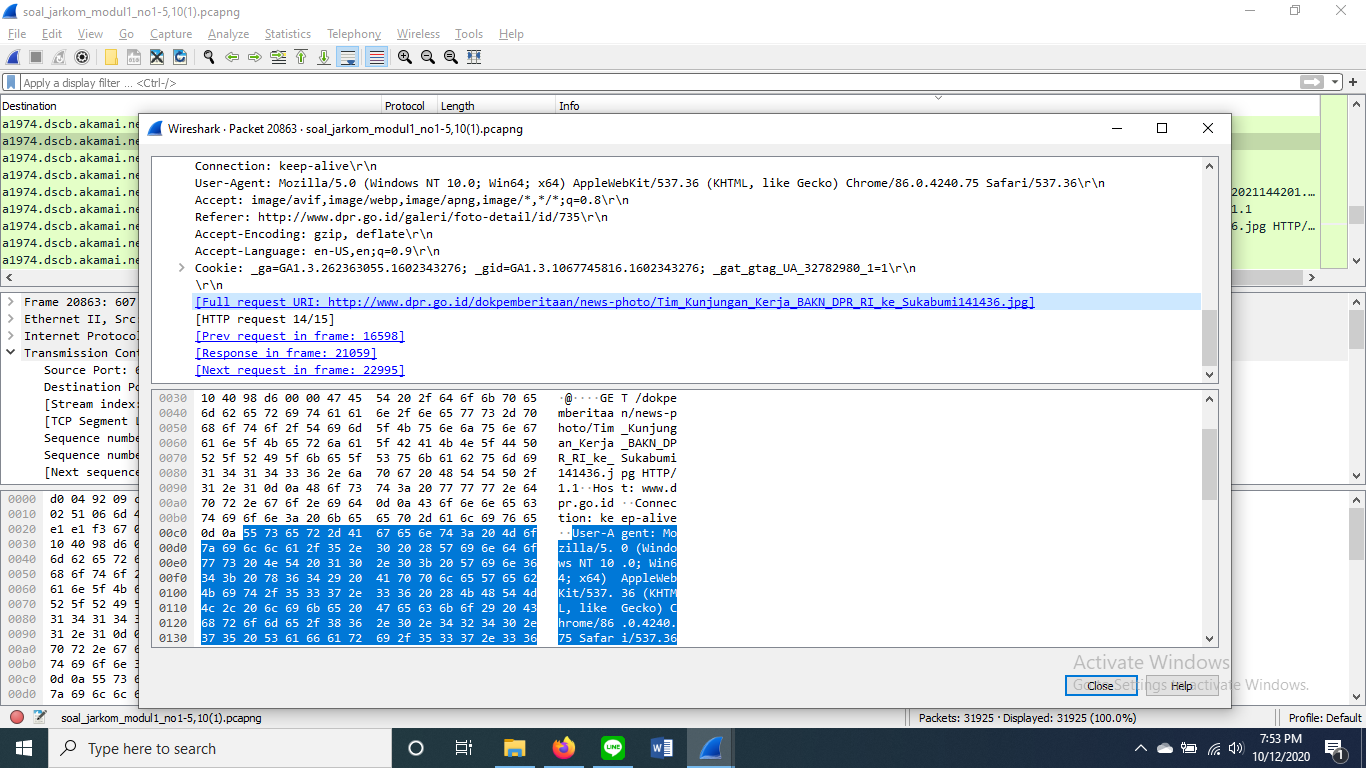 soal_jarkom_modul1_no1-5,10(1).pcapng
File Edit View Go Capture Analyze Statistics Telephony Wireless Tools Help
Apply a display filter ... <Ctrl-/>
Destination Protocol Length Info
a1974.dscb.akamai.ne
a1974.dscb.akamai.ne
a1974.dscb.akamai.ne
a1974.dscb.akamai.ne
a1974.dscb.akamai.ne 2021144201....
a1974.dscb.akamai.ne 1.1
a1974.dscb.akamai.ne 6.jpg HTTP/...
a1974.dscb.akamai.ne
a1974.dscb.akamai.ne
Frame 20863: 607
Ethernet II, Src
Internet Protoco
Transmission Cont
Source Port: 6
Destination Po
[Stream index:
[TCP Segment L
Sequence numbe
Sequence numbe
[Next sequence
0000 d0 04 92 09
0010 02 51 06 6d 4
0020 e1 e1 f3 67 0
0030 10 40 98 d6 0
0040 6d 62 65 72 6
0050 68 6f 74 6f 2
0060 61 6e 5f 4b 6
0070 52 5f 52 49 5
0080 31 34 31 34 3
0090 31 2e 31 0d 0
00a0 70 72 2e 67 6
00b0 74 69 6f 6e 3
00c0 0d 0a 55 73 6
00d0 7a 69 6c 6c 6
Wireshark · Packet 20863 · soal_jarkom_modul1_no1-5,10(1).pcapng
Connection: keep-alive\r\n
User-Agent: Mozilla/5.0 (Windows NT 10.0; Win64; x64) AppleWebKit/537.36 (KHTML, like Gecko) Chrome/86.0.4240.75 Safari/537.36\r\n
Accept: image/avif,image/webp,image/apng,image/*,*/*;q=0.8\r\n
Referer: http://www.dpr.go.id/galeri/foto-detail/id/735\r\n
Accept-Encoding: gzip, deflate\r\n
Accept-Language: en-US,en;q=0.9\r\n
Cookie: _ga=GA1.3.262363055.1602343276; _gid=GA1.3.1067745816.1602343276; _gat_gtag_UA_32782980_1=1\r\n
\r\n
[Full request URI: http://www.dpr.go.id/dokpemberitaan/news-photo/Tim_Kunjungan_Kerja_BAKN_DPR_RI_ke_Sukabumi141436.jpg]
[HTTP request 14/15]
[Prev request in frame: 16598]
[Response in frame: 21059]
[Next request in frame: 22995]
0030 10 40 98 d6 00 00 47 45 54 20 2f 64 6f 6b 70 65 ·@····GE T /dokpe
0040 6d 62 65 72 69 74 61 61 6e 2f 6e 65 77 73 2d 70 mberitaa n/news-p
0050 68 6f 74 6f 2f 54 69 6d 5f 4b 75 6e 6a 75 6e 67 hoto/Tim _Kunjung
0060 61 6e 5f 4b 65 72 6a 61 5f 42 41 4b 4e 5f 44 50 an_Kerja _BAKN_DP
0070 52 5f 52 49 5f 6b 65 5f 53 75 6b 61 62 75 6d 69 R_RI_ke_ Sukabumi
0080 31 34 31 34 33 36 2e 6a 70 67 20 48 54 54 50 2f 141436.j pg HTTP/
0090 31 2e 31 0d 0a 48 6f 73 74 3a 20 77 77 77 2e 64 1.1··Hos t: www.d
00a0 70 72 2e 67 6f 2e 69 64 0d 0a 43 6f 6e 6e 65 63 pr.go.id ··Connec
00b0 74 69 6f 6e 3a 20 6b 65 65 70 2d 61 6c 69 76 65 tion: ke ep-alive
00c0 0d 0a 55 73 65 72 2d 41 67 65 6e 74 3a 20 4d 6f ··User-A gent: Mo
00d0 7a 69 6c 6c 61 2f 35 2e 30 20 28 57 69 6e 64 6f zilla/5. 0 (Windo
00e0 77 73 20 4e 54 20 31 30 2e 30 3b 20 57 69 6e 36 ws NT 10 .0; Win6
00f0 34 3b 20 78 36 34 29 20 41 70 70 6c 65 57 65 62 4; x64) AppleWeb
0100 4b 69 74 2f 35 33 37 2e 33 36 20 28 4b 48 54 4d Kit/537. 36 (KHTM
0110 4c 2c 20 6c 69 6b 65 20 47 65 63 6b 6f 29 20 43 L, like Gecko) C
0120 68 72 6f 6d 65 2f 38 36 2e 30 2e 34 32 34 30 2e hrome/86 .0.4240.
0130 37 35 20 53 61 66 61 72 69 2f 35 33 37 2e 33 36 75 Safar i/537.36
Close Help
Activate Windows
Go to Settings to activate Windows.
soal_jarkom_modul1_no1-5,10(1).pcapng Packets: 31925 · Displayed: 31925 (100.0%) Profile: Default
Type here to search
LINE
7:53 PM
10/12/2020
1